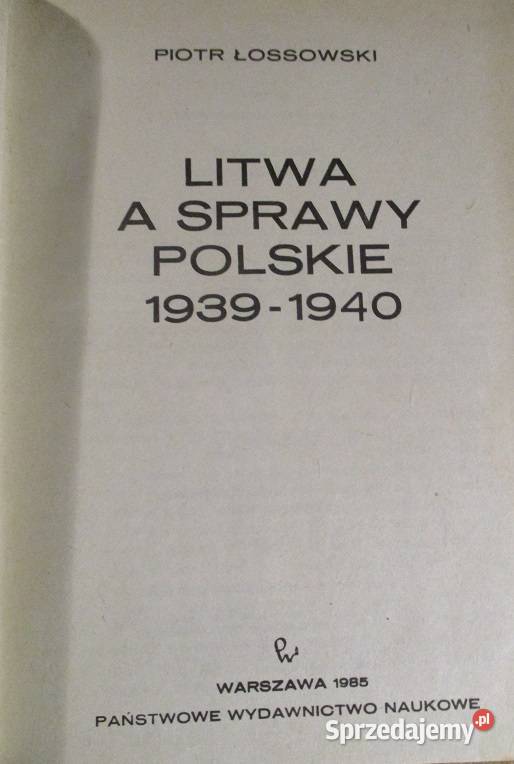 PIOTR ŁOSSOWSKI
LITWA
A SPRAWY
POLSKIE
1939-1940
WARSZAWA 1985
PAŃSTWOWE WYDAWNICTWO NAUKOWE
Sprzedajemy.pl